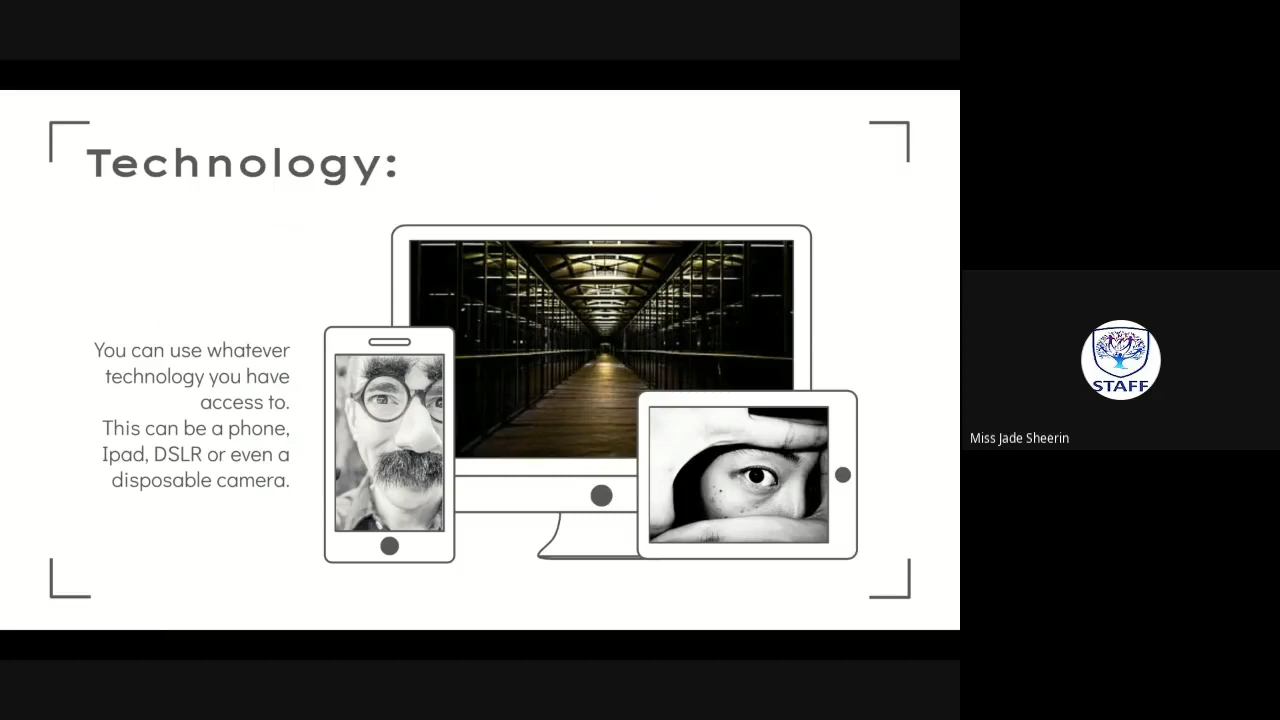 Technology:
You can use whatever
technology you have
access to.
This can be a phone,
Ipad, DSLR or even a
disposable camera.
STAFF
Miss Jade Sheerin